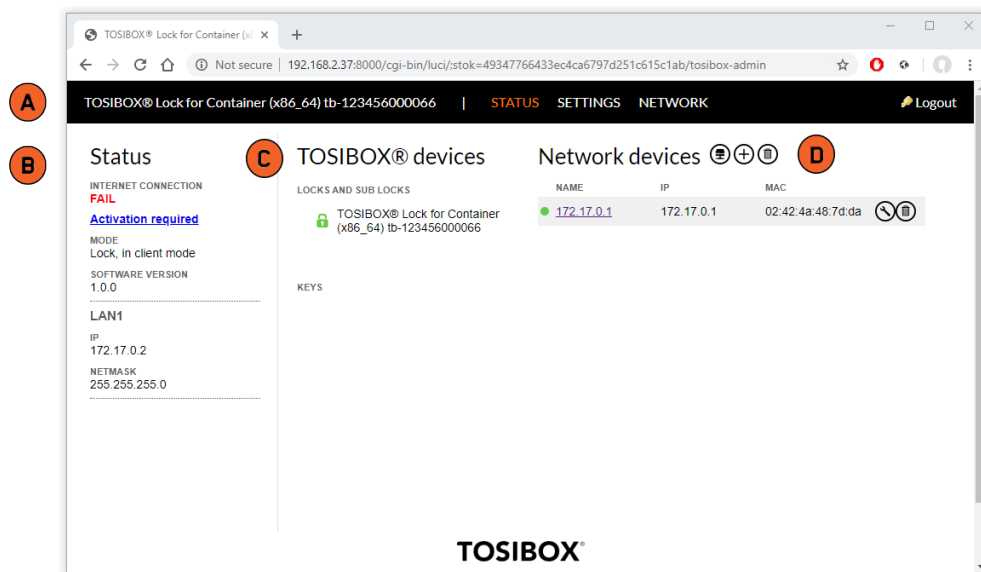 TOSIBOX® Lock for Container (x
Not secure | 192.168.2.37:8000/cgi-bin/luci/;stok=49347766433ec4ca6797d251c615c1ab/tosibox-admin
A
TOSIBOX® Lock for Container (x86_64) tb-123456000066 | STATUS SETTINGS NETWORK Logout
B
Status
INTERNET CONNECTION
FAIL
Activation required
MODE
Lock, in client mode
SOFTWARE VERSION
1.0.0
LAN1
IP
172.17.0.2
NETMASK
255.255.255.0
C
TOSIBOX® devices
LOCKS AND SUB LOCKS
TOSIBOX® Lock for Container
(x86_64) tb-123456000066
KEYS
Network devices
D
NAME IP MAC
172.17.0.1 172.17.0.1 02:42:4a:48:7d:da
TOSIBOX®